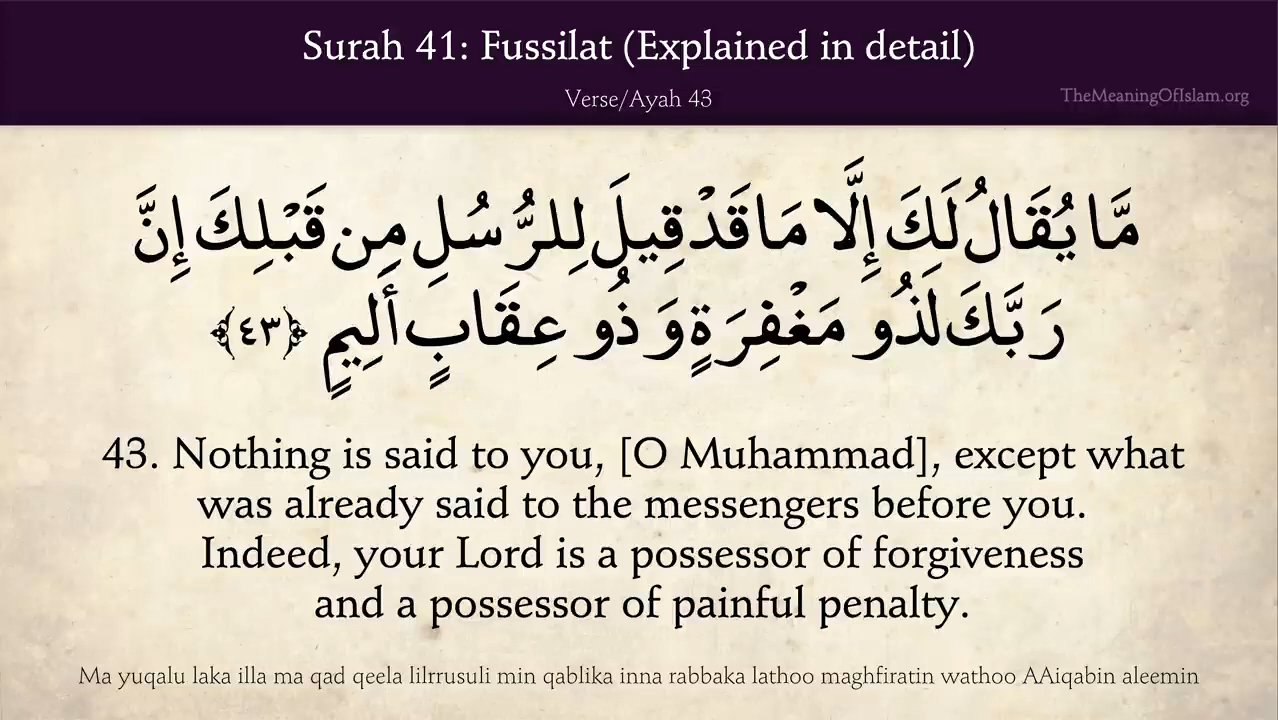 Surah 41: Fussilat (Explained in detail)
Verse/Ayah 43
TheMeaningOfIslam.org
مَّا يُقَالُ لَكَ إِلَّا مَا قَدْ قِيلَ لِلرُّسُلِ مِن قَبْلِكَ إِنَّ
رَبَّكَ لَذُو مَغْفِرَةٍ وَذُو عِقَابٍ أَلِيمٍ ﴿٤٣﴾
43. Nothing is said to you, [O Muhammad], except what
was already said to the messengers before you.
Indeed, your Lord is a possessor of forgiveness
and a possessor of painful penalty.
Ma yuqalu laka illa ma qad qeela lilrrusuli min qablika inna rabbaka lathoo maghfiratin wathoo AAiqabin aleemin